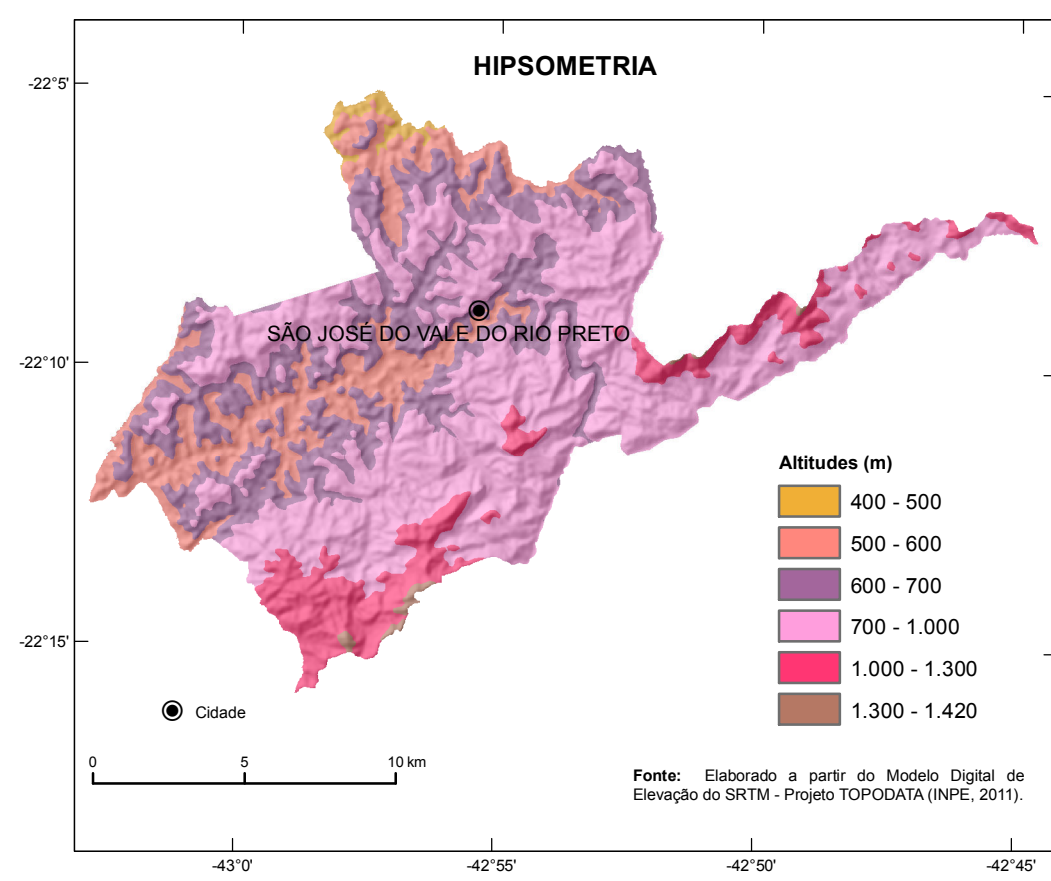 HIPSOMETRIA
-22°5'
SÃO JOSÉ DO VALE DO RIO PRETO
-22°10'
Altitudes (m)
400 - 500
500 - 600
600 - 700
700 - 1.000
1.000 - 1.300
1.300 - 1.420
-22°15'
Cidade
0 5 10 km
Fonte: Elaborado a partir do Modelo Digital de
Elevação do SRTM - Projeto TOPODATA (INPE, 2011).
-43°0' -42°55' -42°50' -42°45'